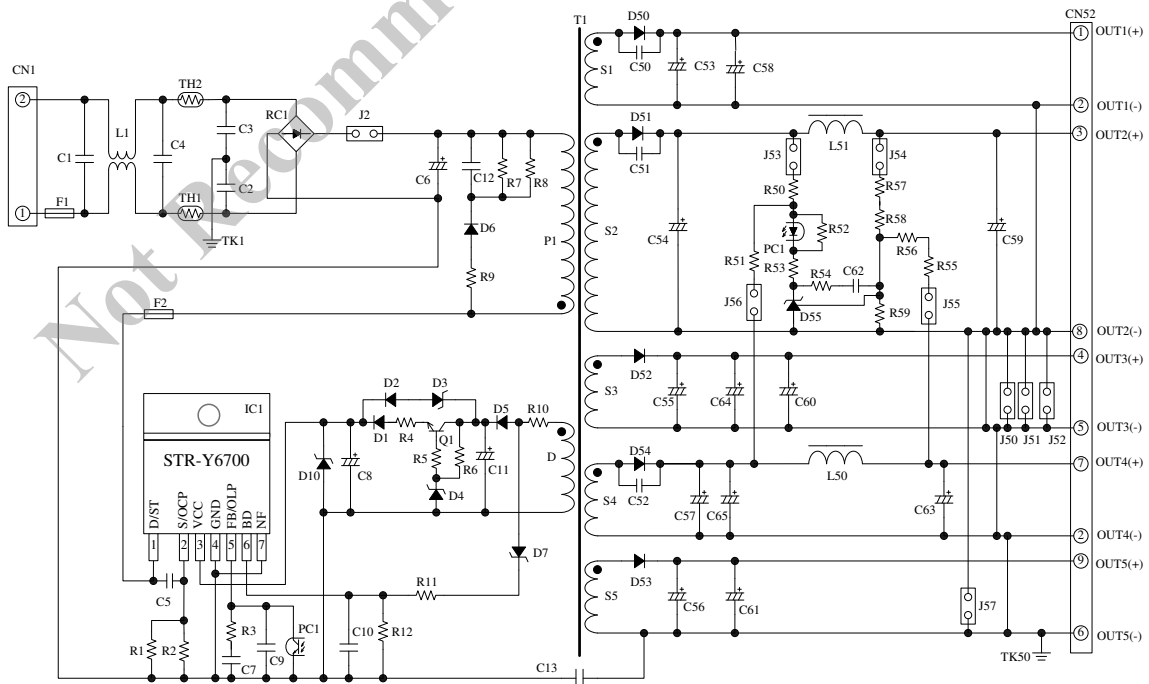 Not Recomm
CN1
2
1
F1
C1
L1
C4
TH2
TH1
C3
C2
TK1
RC1
J2
C6
C12
R7
R8
D6
R9
P1
F2
T1
S1
D50
C50
C53
C58
CN52
1
OUT1(+)
2
OUT1(-)
S2
D51
C51
C54
J53
R50
PC1
R52
R51
R53
J56
R54
C62
D55
L51
J54
R57
R58
R56
R55
J55
R59
C59
3
OUT2(+)
8
OUT2(-)
S3
D52
C55
C64
C60
J50
J51
J52
4
OUT3(+)
5
OUT3(-)
S4
D54
C52
C57
C65
L50
C63
7
OUT4(+)
2
OUT4(-)
S5
D53
C56
C61
J57
TK50
9
OUT5(+)
6
OUT5(-)
IC1
STR-Y6700
D/ST
S/OCP
VCC
GND
FB/OLP
BD
NF
1
2
3
4
5
6
7
C5
R1
R2
R3
C7
C9
PC1
D10
C8
D2
D3
D1
R4
Q1
R5
R6
D4
C11
D5
R10
D
D7
R11
C10
R12
C13